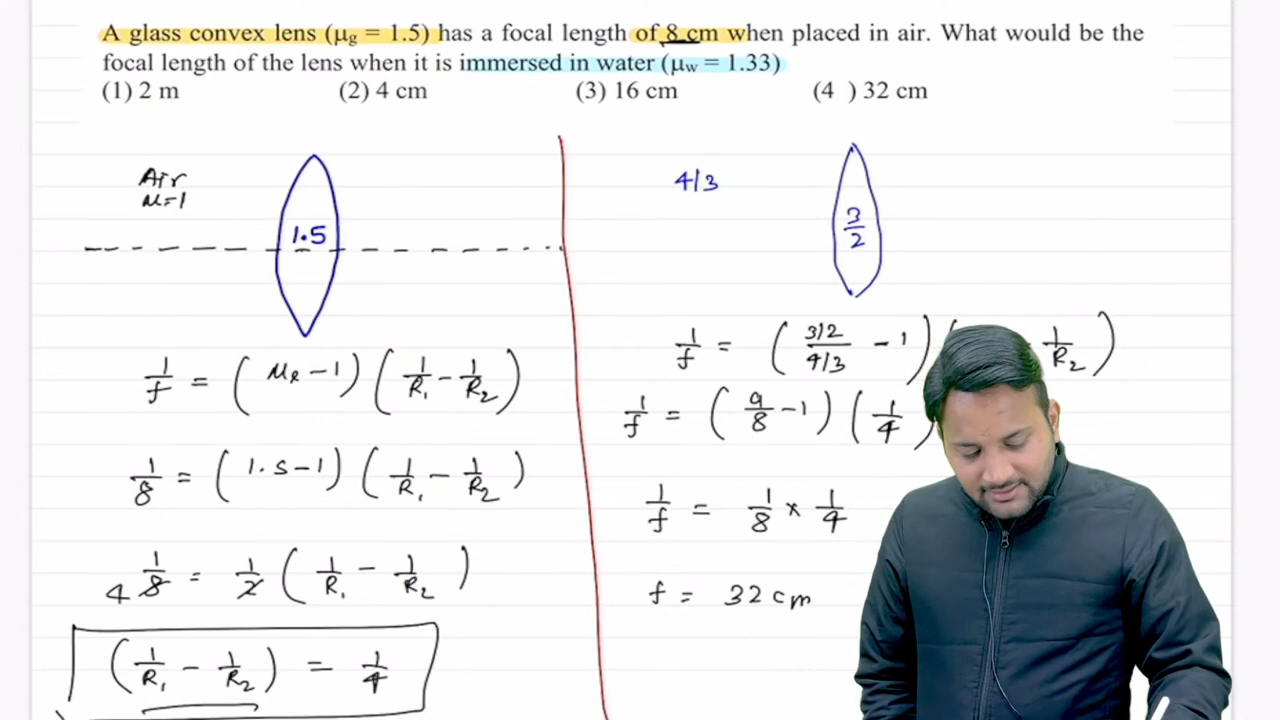 A glass convex lens (μg = 1.5) has a focal length of 8 cm when placed in air. What would be the
focal length of the lens when it is immersed in water (μw = 1.33)
(1) 2 m (2) 4 cm (3) 16 cm (4 ) 32 cm
Air
μ=1
1.5
1/f = (μr - 1) (1/R1 - 1/R2)
1/8 = (1.5-1) (1/R1 - 1/R2)
4 1/8 = 1/2 (1/R1 - 1/R2)
(1/R1 - 1/R2) = 1/4
4/3
3/2
1/f = ((3/2)/(4/3) - 1) ( - 1/R2)
1/f = (9/8 - 1) (1/4
1/f = 1/8 × 1/4
f = 32 cm